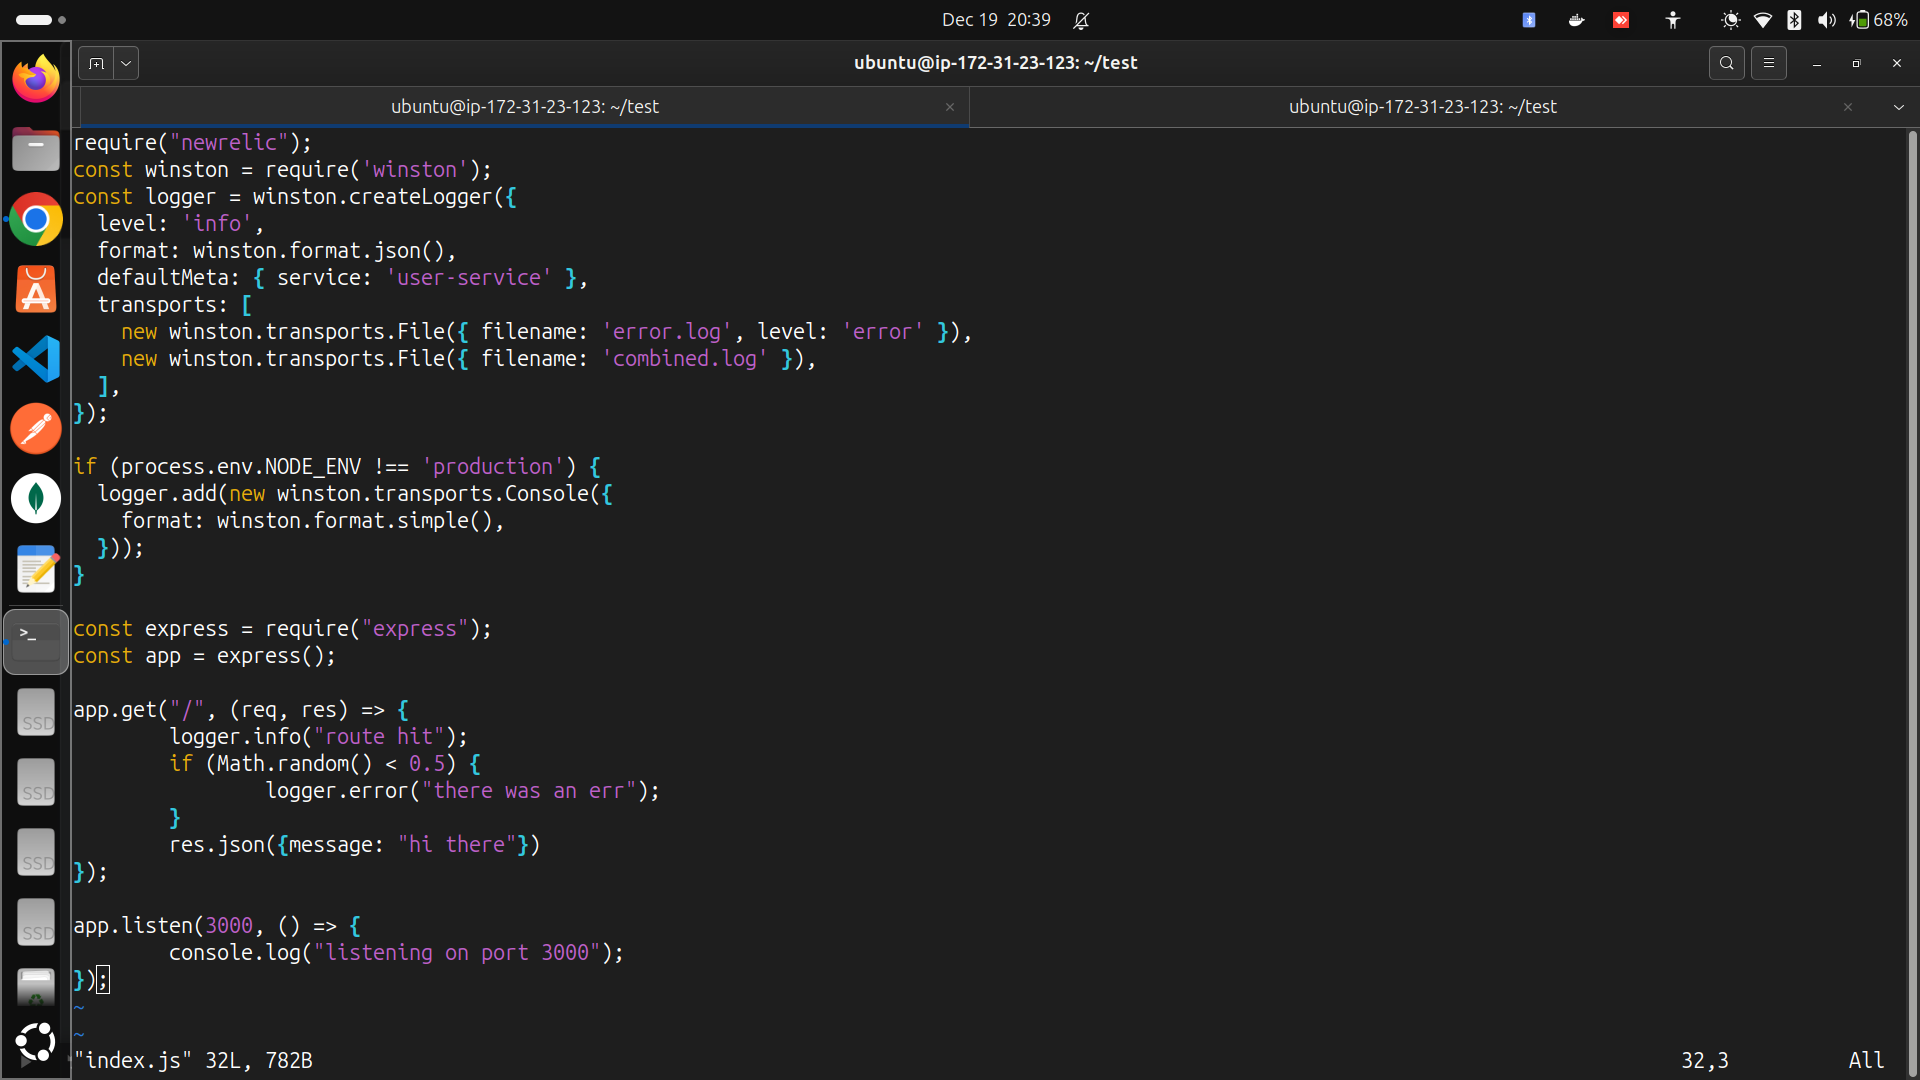 Dec 19 20:39
68%
ubuntu@ip-172-31-23-123: ~/test
ubuntu@ip-172-31-23-123: ~/test
ubuntu@ip-172-31-23-123: ~/test
require("newrelic");
const winston = require('winston');
const logger = winston.createLogger({
  level: 'info',
  format: winston.format.json(),
  defaultMeta: { service: 'user-service' },
  transports: [
    new winston.transports.File({ filename: 'error.log', level: 'error' }),
    new winston.transports.File({ filename: 'combined.log' }),
  ],
});
if (process.env.NODE_ENV !== 'production') {
  logger.add(new winston.transports.Console({
    format: winston.format.simple(),
  }));
}
const express = require("express");
const app = express();
app.get("/", (req, res) => {
        logger.info("route hit");
        if (Math.random() < 0.5) {
                logger.error("there was an err");
        }
        res.json({message: "hi there"})
});
app.listen(3000, () => {
        console.log("listening on port 3000");
});
~
~
"index.js" 32L, 782B
32,3
All
>_
SSD
SSD
SSD
SSD